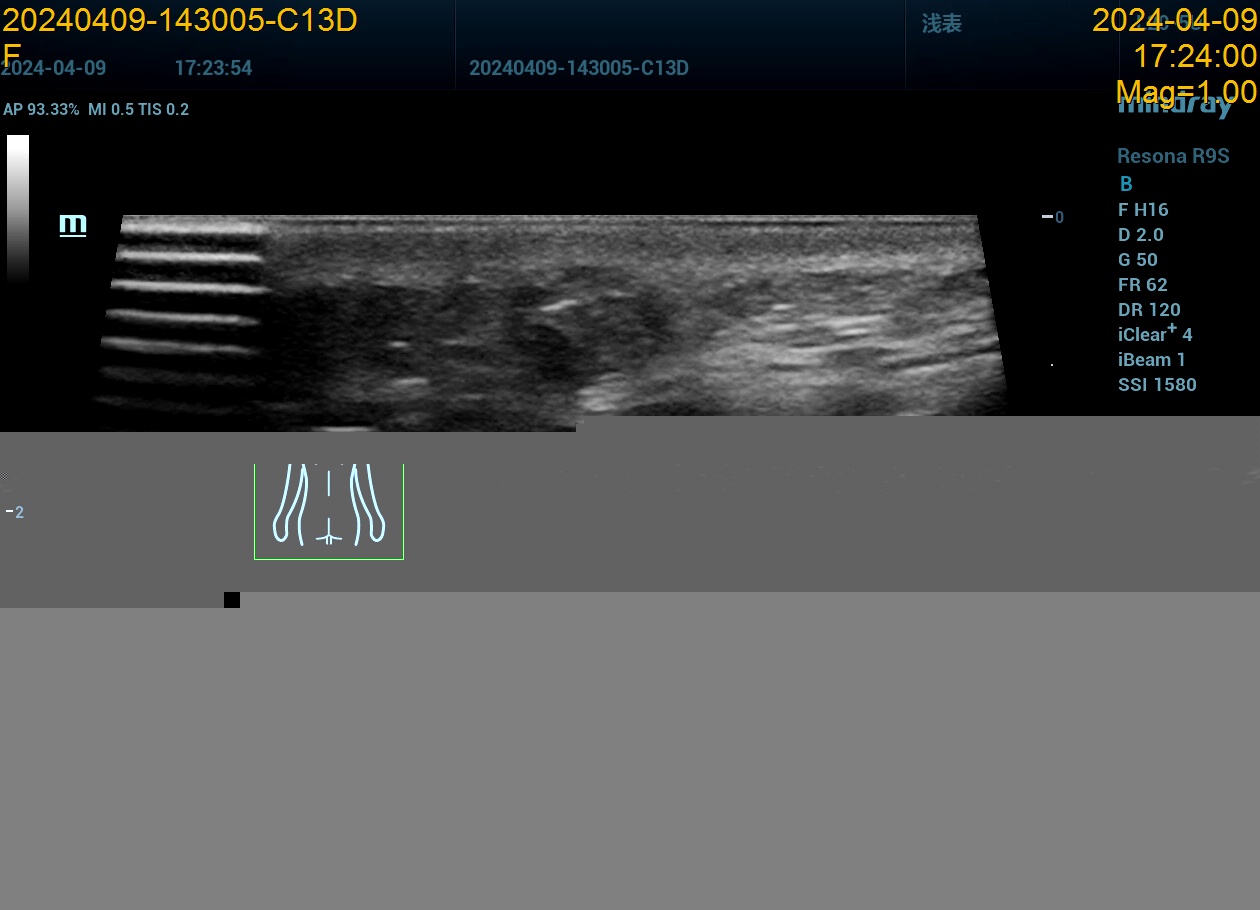 20240409-143005-C13D
F
2024-04-09
17:24:00
Mag=1.00
2024-04-09 17:23:54 20240409-143005-C13D 浅表
AP 93.33% MI 0.5 TIS 0.2
mindray
Resona R9S
m
B
F H16
D 2.0
G 50
FR 62
DR 120
iClear+ 4
iBeam 1
SSI 1580
0
2